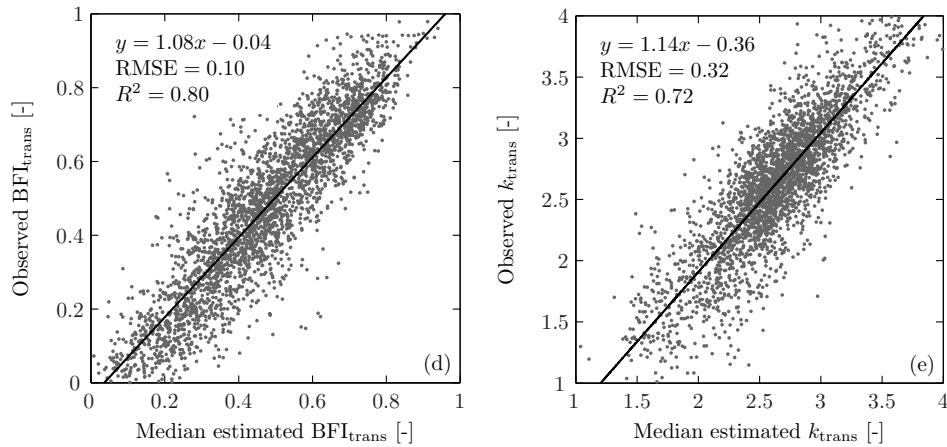 y = 1.08x − 0.04
RMSE = 0.10
R² = 0.80
Observed BFI_trans [-]
1
0.8
0.6
0.4
0.2
0
0
0.2
0.4
0.6
0.8
1
(d)
Median estimated BFI_trans [-]
y = 1.14x − 0.36
RMSE = 0.32
R² = 0.72
Observed k_trans [-]
4
3.5
3
2.5
2
1.5
1
1
1.5
2
2.5
3
3.5
4
(e)
Median estimated k_trans [-]